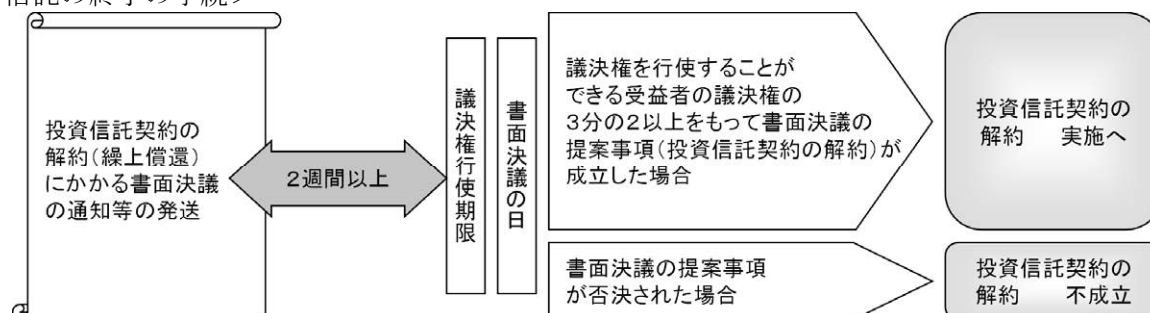 信託の終了の手続き
投資信託契約の
解約(繰上償還)
にかかる書面決議
の通知等の発送
2週間以上
議決権行使期限
書面決議の日
議決権を行使することが
できる受益者の議決権の
3分の2以上をもって書面決議の
提案事項(投資信託契約の解約)が
成立した場合
投資信託契約の
解約　実施へ
書面決議の提案事項
が否決された場合
投資信託契約の
解約　不成立